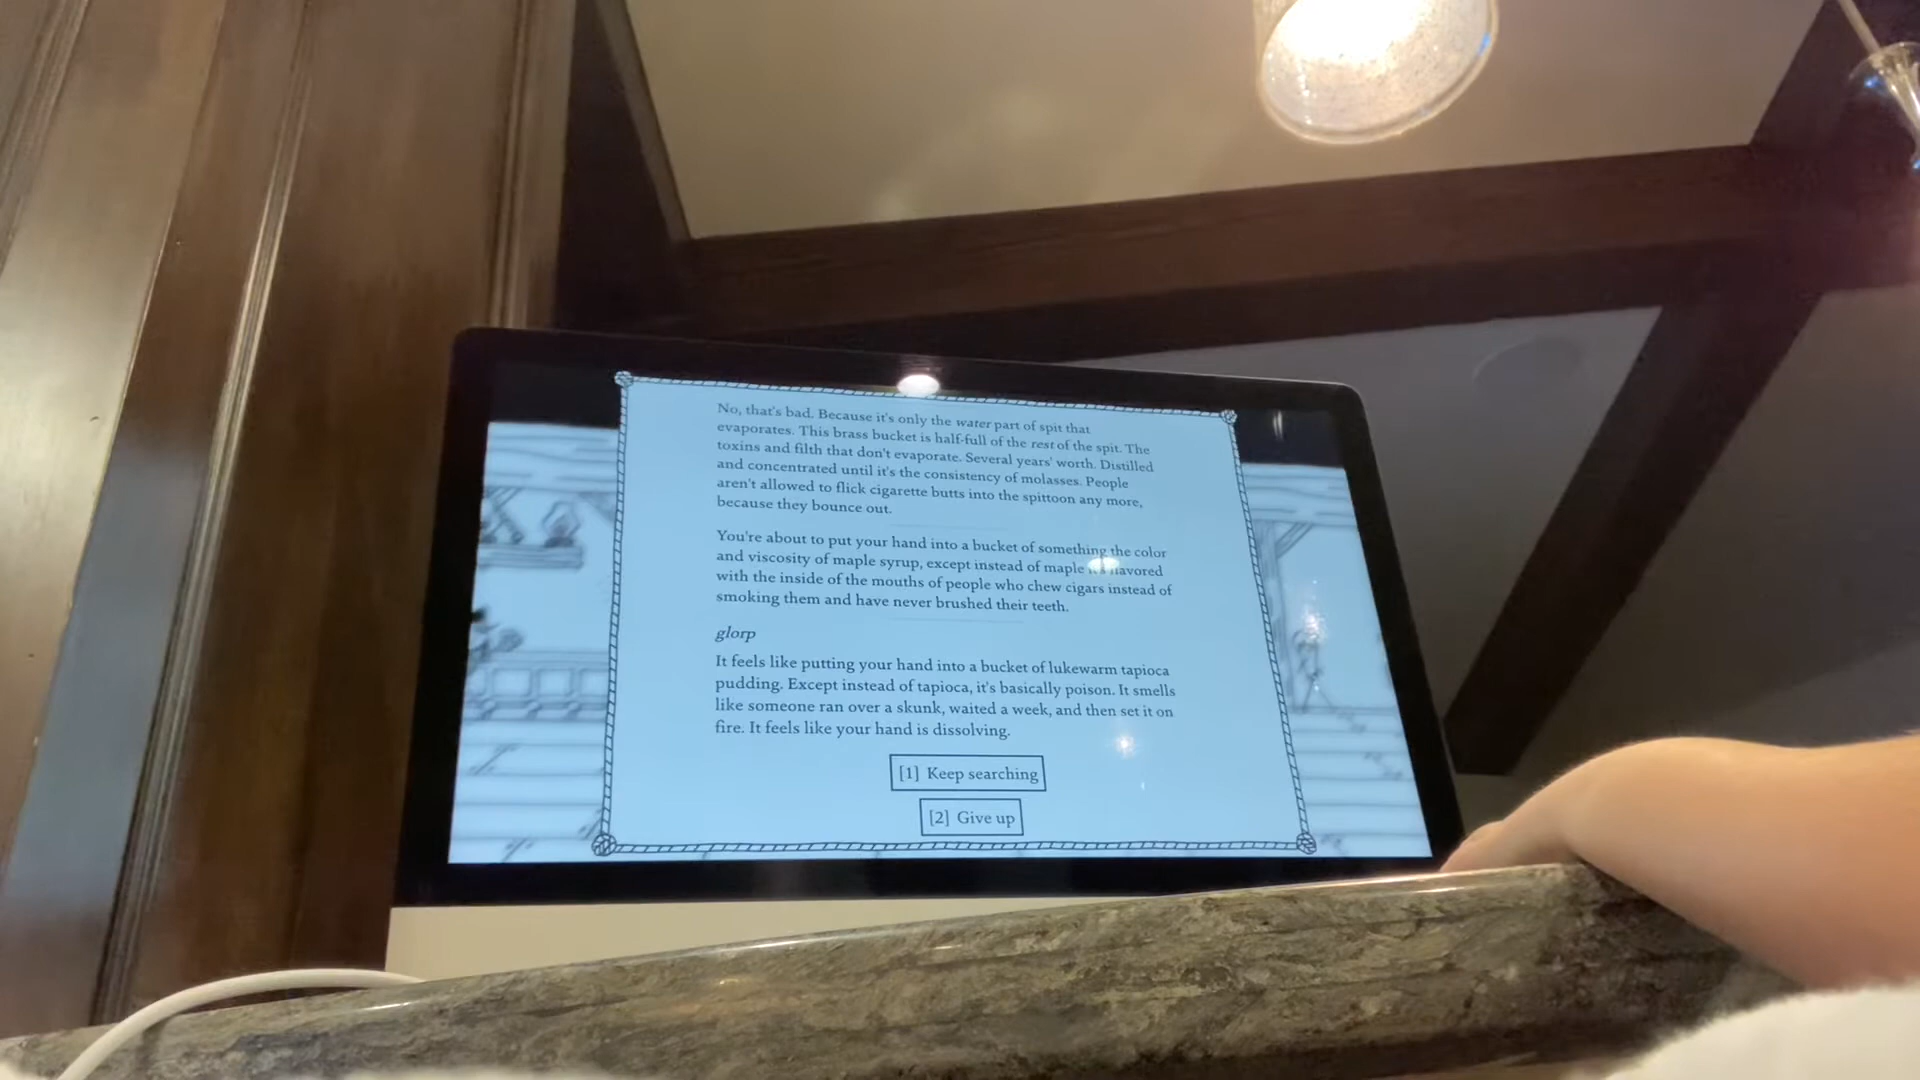 No, that's bad. Because it's only the water part of spit that
evaporates. This brass bucket is half-full of the rest of the spit. The
toxins and filth that don't evaporate. Several years' worth. Distilled
and concentrated until it's the consistency of molasses. People
aren't allowed to flick cigarette butts into the spittoon any more,
because they bounce out.
You're about to put your hand into a bucket of something the color
and viscosity of maple syrup, except instead of maple flavored
with the inside of the mouths of people who chew cigars instead of
smoking them and have never brushed their teeth.
glorp
It feels like putting your hand into a bucket of lukewarm tapioca
pudding. Except instead of tapioca, it's basically poison. It smells
like someone ran over a skunk, waited a week, and then set it on
fire. It feels like your hand is dissolving.
[1] Keep searching
[2] Give up